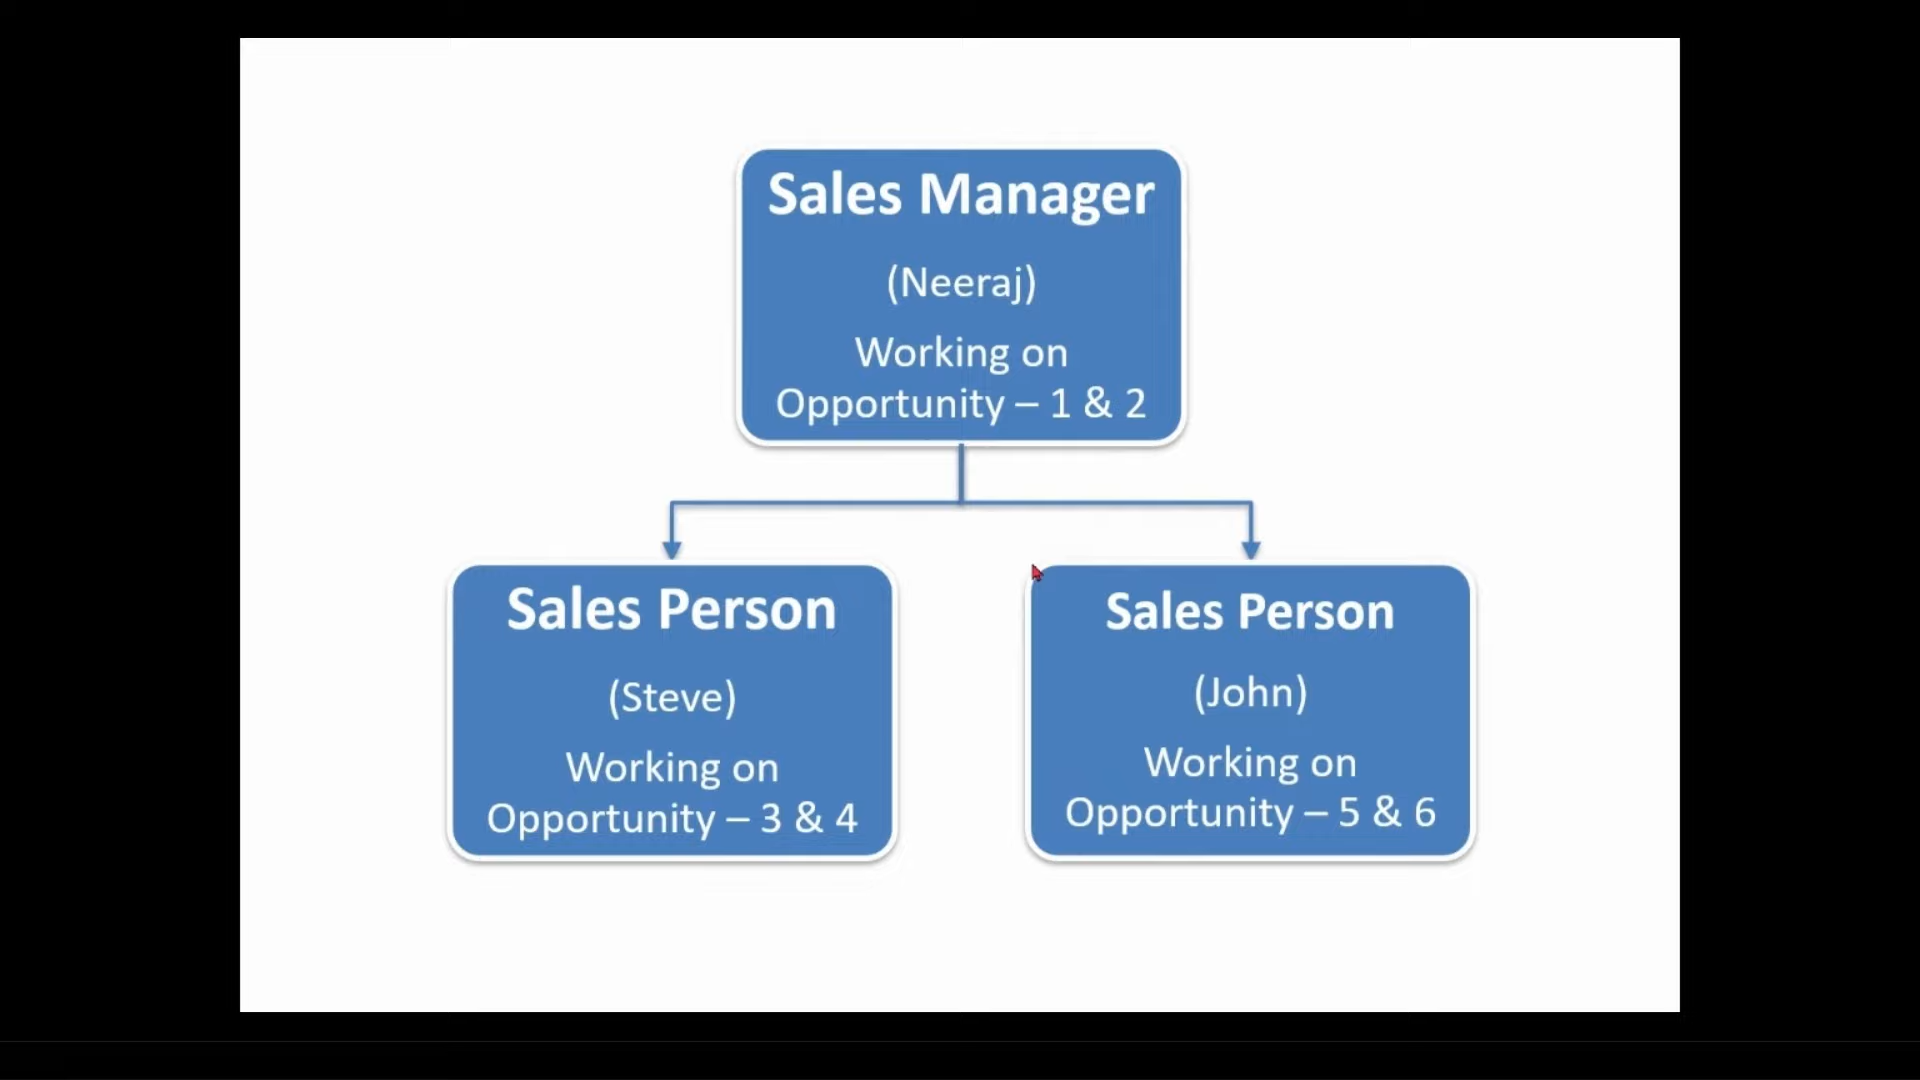 Sales Manager
(Neeraj)
Working on
Opportunity – 1 & 2
Sales Person
(Steve)
Working on
Opportunity – 3 & 4
Sales Person
(John)
Working on
Opportunity – 5 & 6